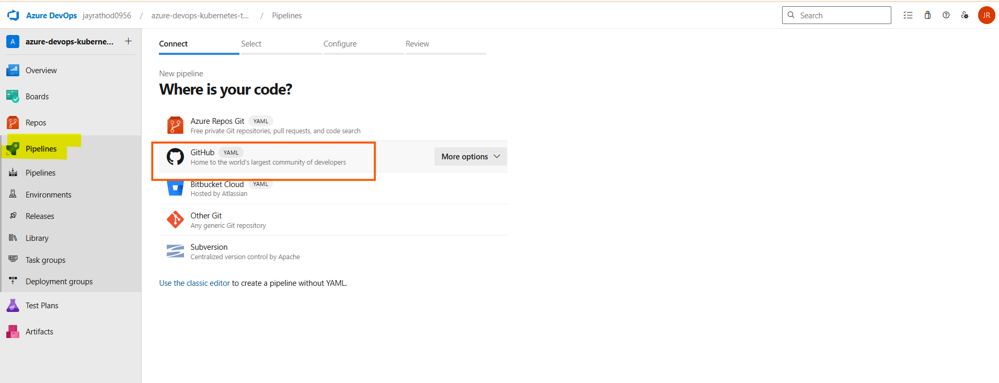 Azure DevOps jayrathod0956 / azure-devops-kubernetes-t... / Pipelines
Search
JR
A azure-devops-kuberne... +
Overview
Boards
Repos
Pipelines
Pipelines
Environments
Releases
Library
Task groups
Deployment groups
Test Plans
Artifacts
Connect Select Configure Review
New pipeline
Where is your code?
Azure Repos Git YAML
Free private Git repositories, pull requests, and code search
GitHub YAML
Home to the world's largest community of developers
More options
Bitbucket Cloud YAML
Hosted by Atlassian
Other Git
Any generic Git repository
Subversion
Centralized version control by Apache
Use the classic editor to create a pipeline without YAML.